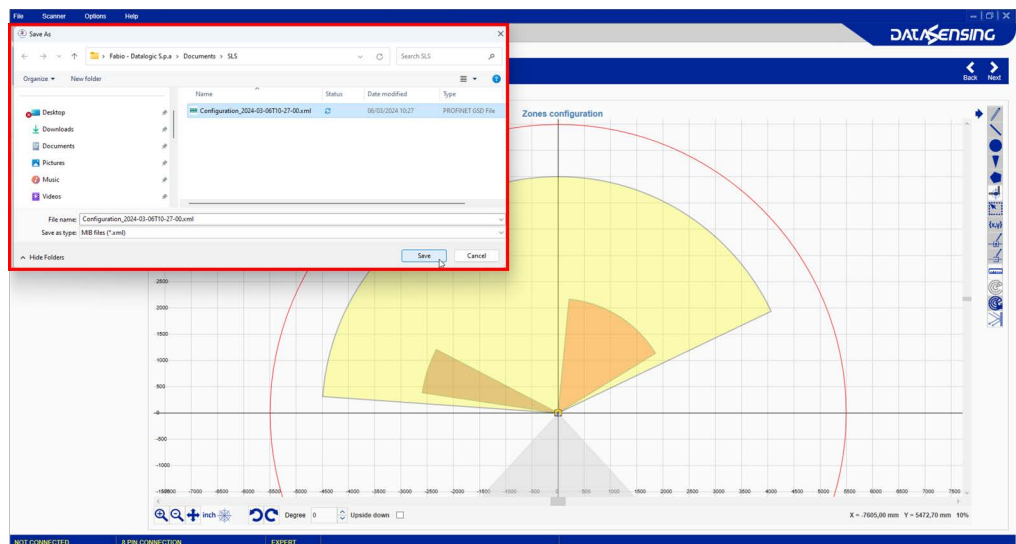 File Scanner Options Help
Save As
DATASENSING
Fabio - Datalogic S.p.a > Documents > SLS
Search SLS
Organize New folder
Back Next
Name Status Date modified Type
Configuration_2024-03-06T10-27-00.xml 06/03/2024 10:27 PROFINET GSD File
Desktop
Downloads
Documents
Pictures
Music
Videos
Zones configuration
File name: Configuration_2024-03-06T10-27-00.xml
Save as type: MIB files (*.xml)
Hide Folders
Save Cancel
{x,y}
2500
2000
1500
1000
500
-0
-500
-1000
-7000 -6500 -6000 -5500 -5000 -4500 -4000 -3500 -3000 -2500 -2000 -1500 -1000 -500 0 500 1000 1500 2000 2500 3000 3500 4000 4500 5000 5500 6000 6500 7000 7500
inch Degree 0 Upside down
X = -7605,00 mm Y = 5472,70 mm 10%
NOT CONNECTED 8 PIN CONNECTION EXPERT